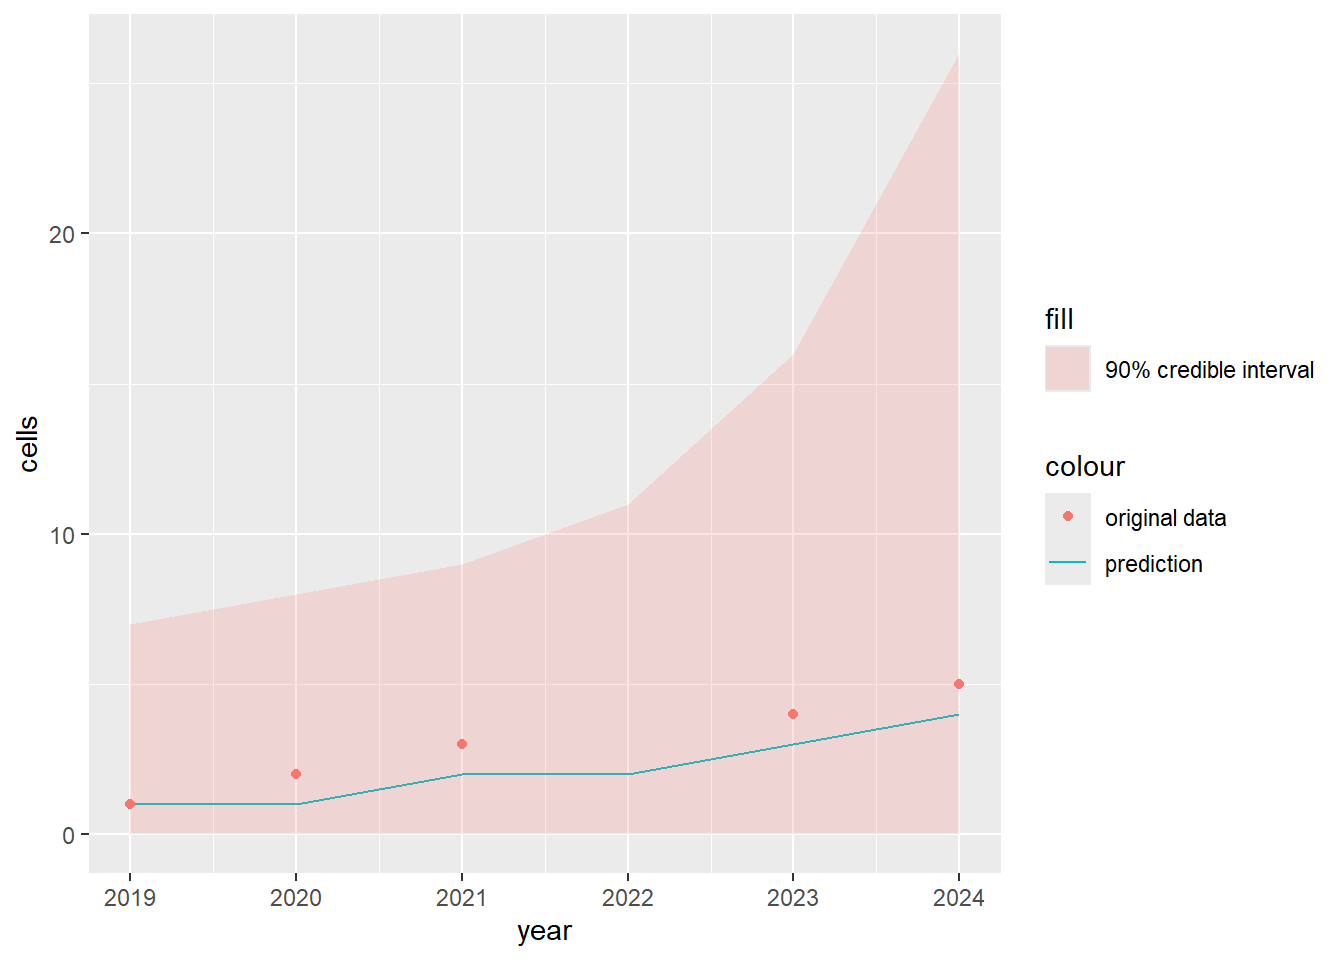 20
10
0
cells
2019 2020 2021 2022 2023 2024
year
fill
90% credible interval
colour
original data
prediction